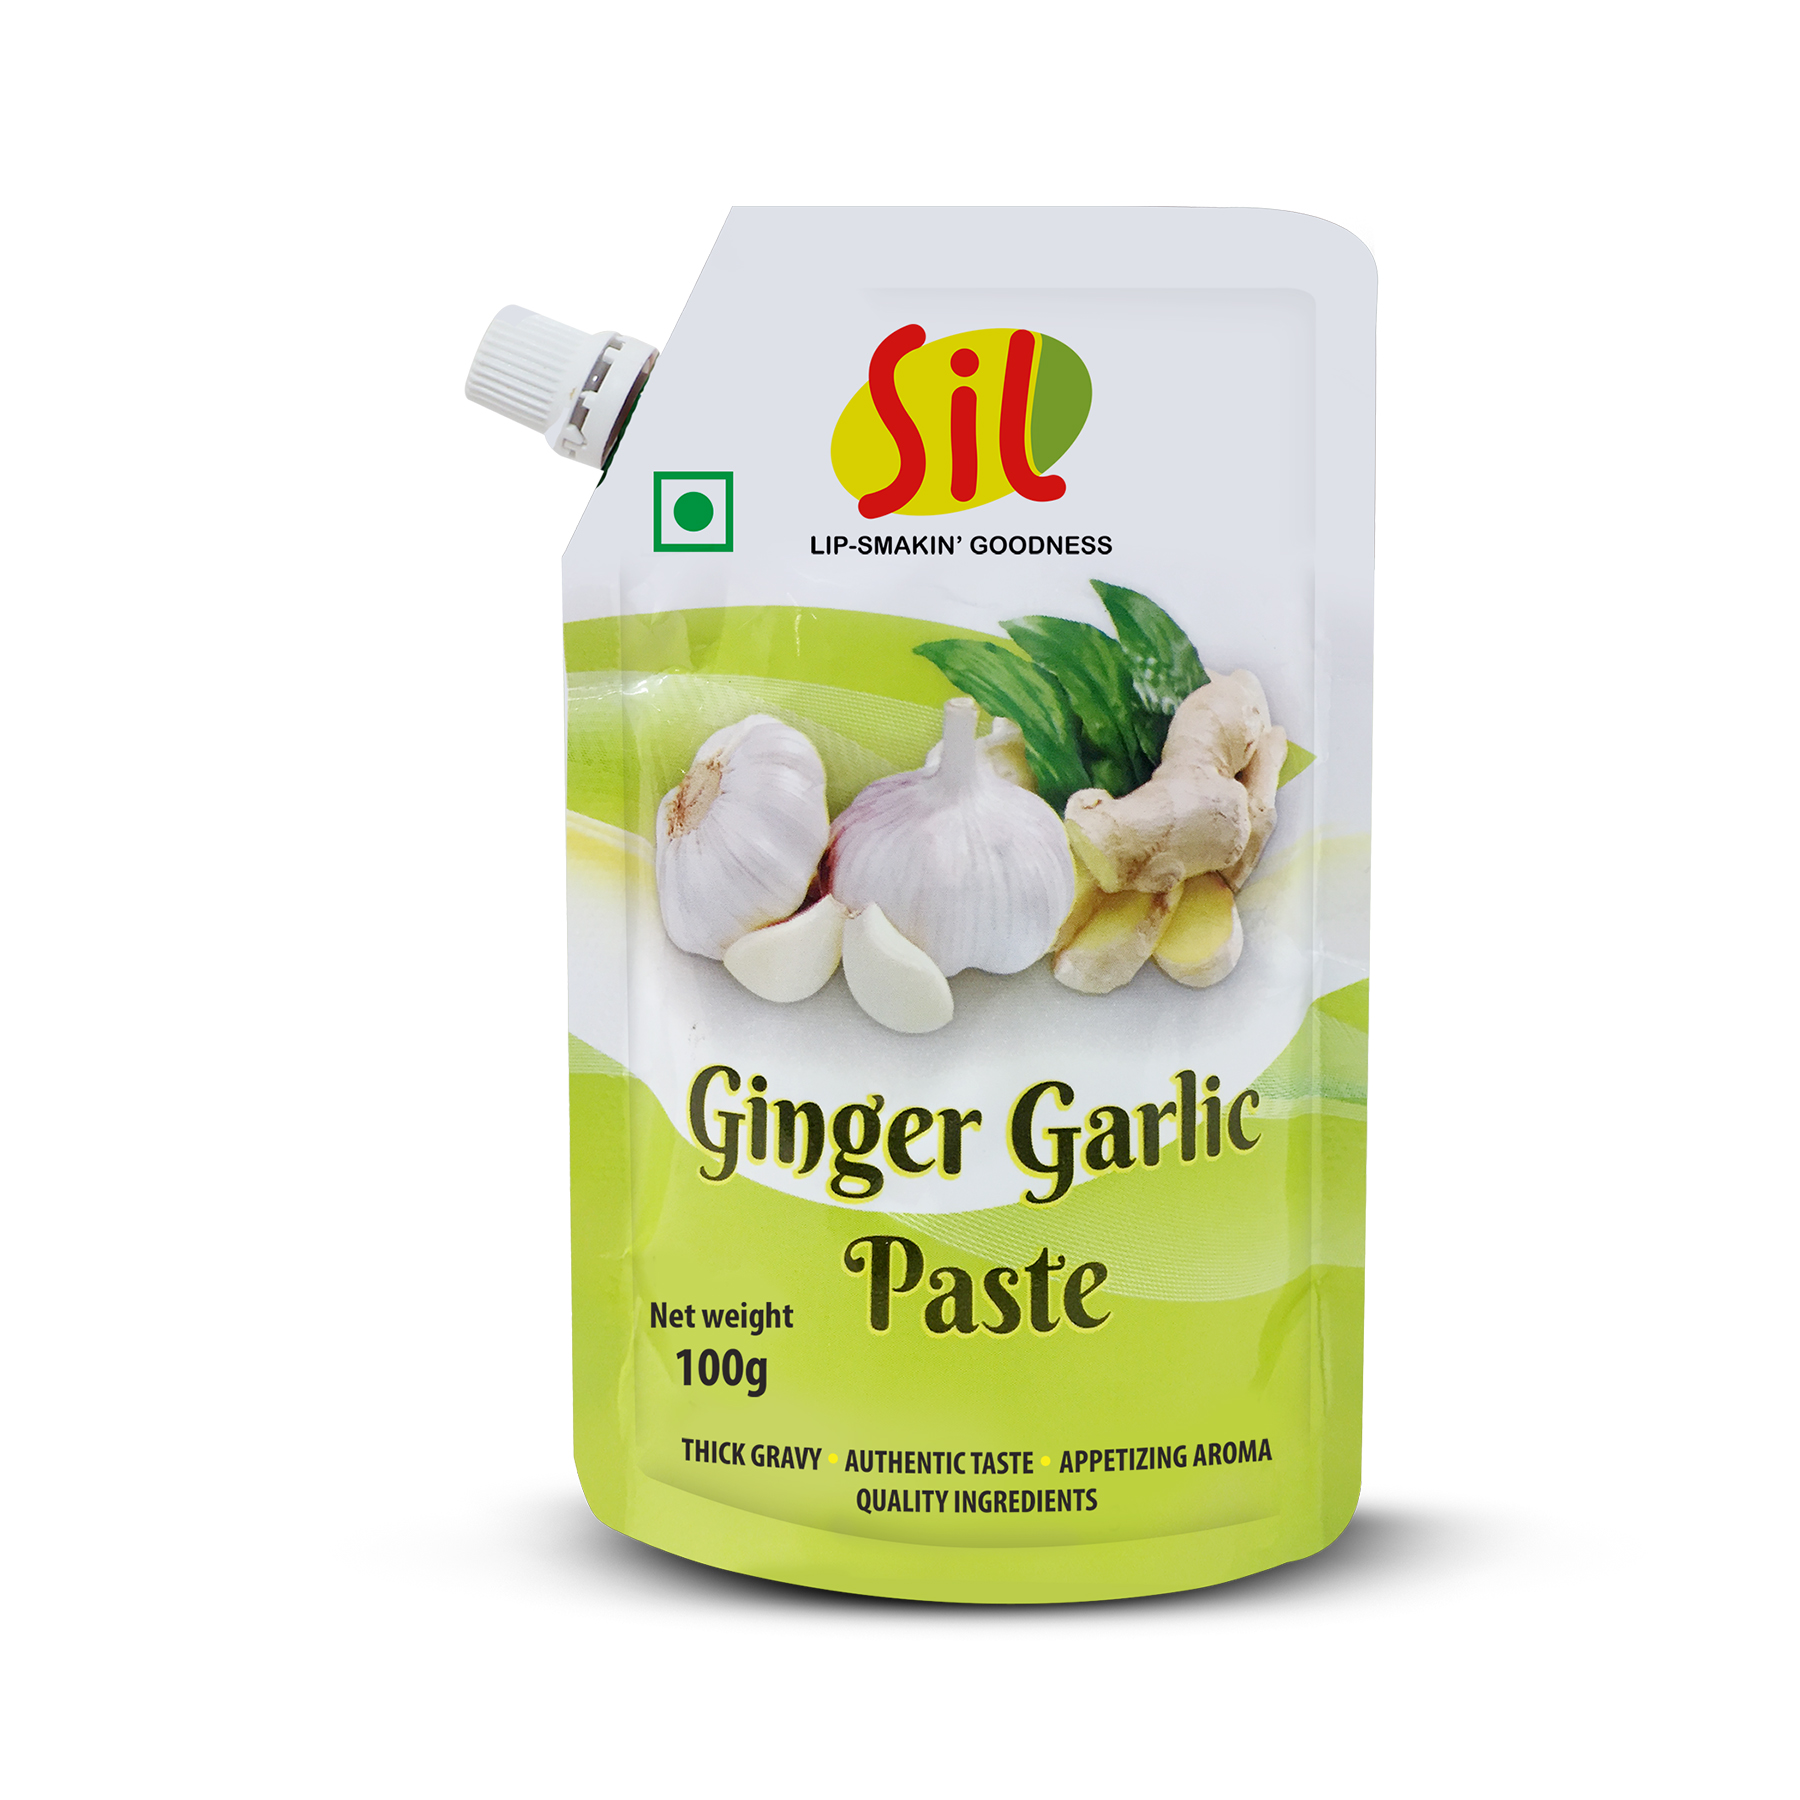 Sil
LIP-SMAKIN' GOODNESS
Ginger Garlic
Paste
Net weight
100g
THICK GRAVY • AUTHENTIC TASTE • APPETIZING AROMA
QUALITY INGREDIENTS